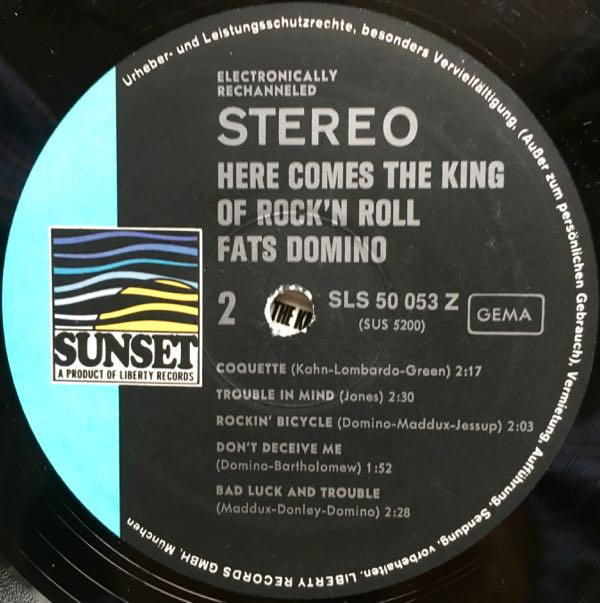 Urheber- und Leistungsschutzrechte, besonders Vervielfältigung, (Außer zum persönlichen Gebrauch), Vermietung, Aufführung, Sendung, vorbehalten. LIBERTY RECORDS GMBH. München
ELECTRONICALLY
RECHANNELED
STEREO
HERE COMES THE KING
OF ROCK'N ROLL
FATS DOMINO
2
THE
SLS 50 053 Z
GEMA
(SUS 5200)
SUNSET
A PRODUCT OF LIBERTY RECORDS
COQUETTE (Kahn-Lombardo-Green) 2:17
TROUBLE IN MIND (Jones) 2:30
ROCKIN' BICYCLE (Domino-Maddux-Jessup) 2:03
DON'T DECEIVE ME
(Domino-Bartholomew) 1:52
BAD LUCK AND TROUBLE
(Maddux-Donley-Domino) 2:28